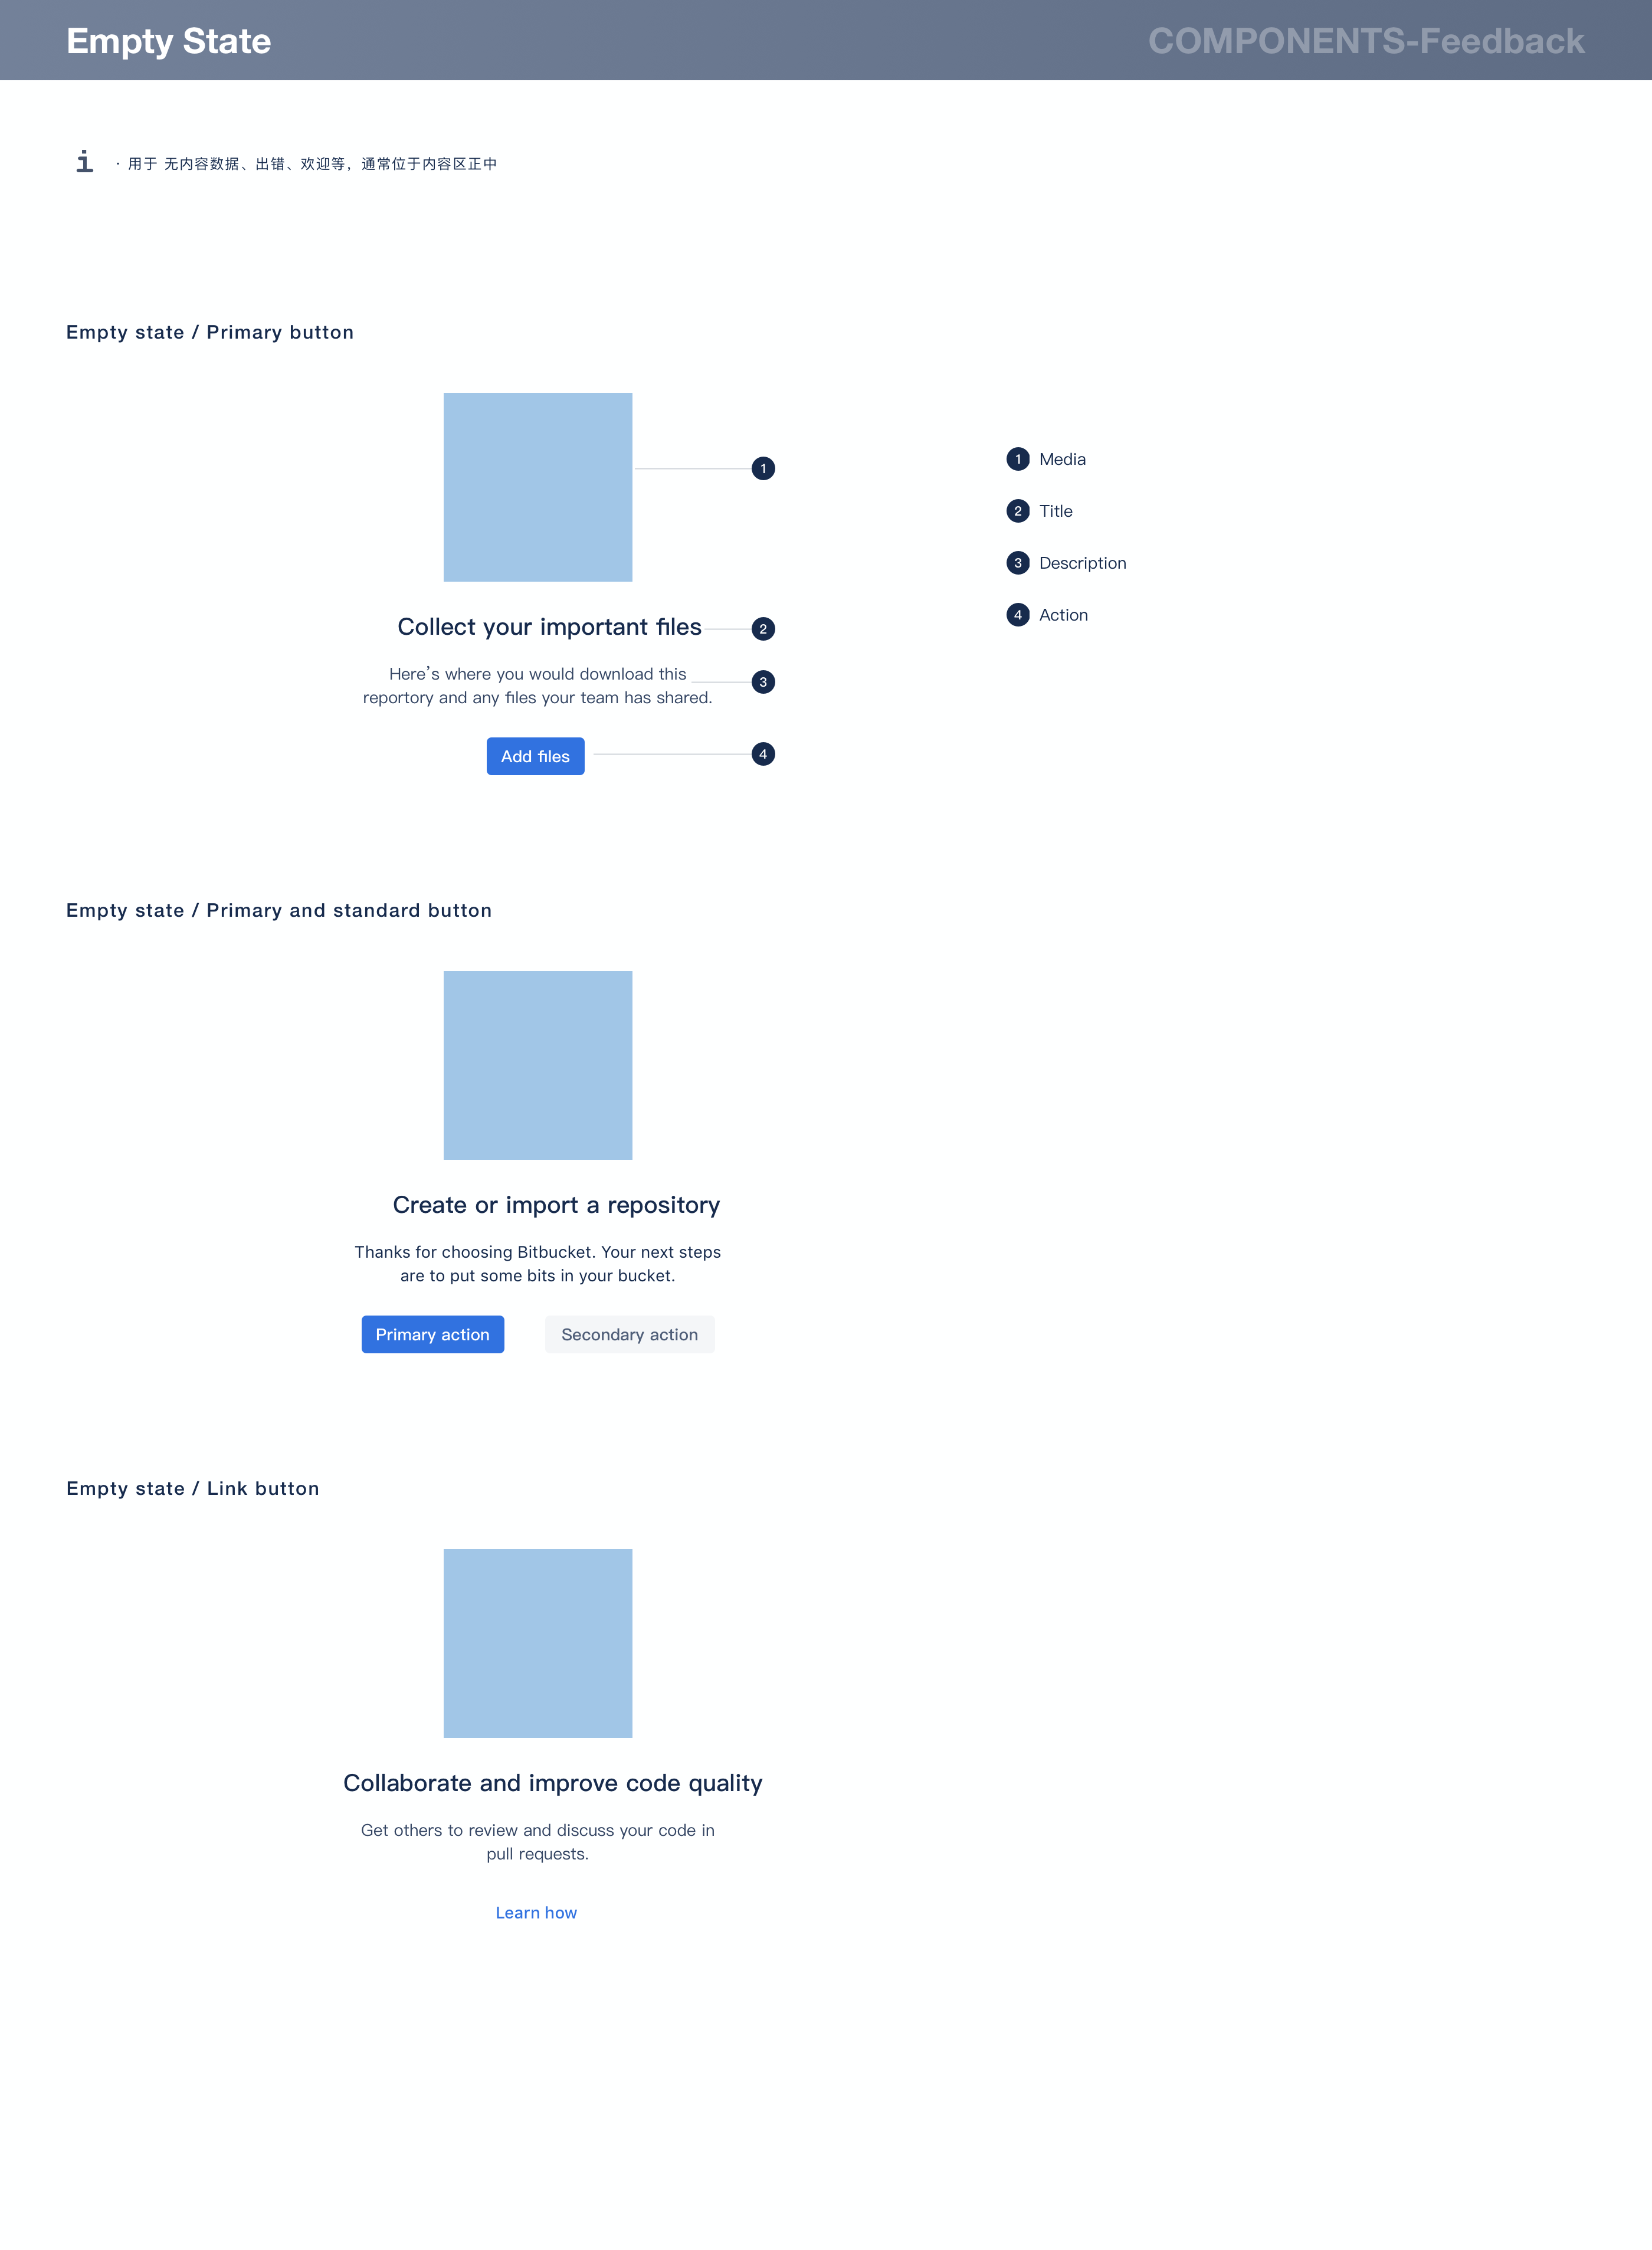 Empty State
COMPONENTS-Feedback
i
· 用于 无内容数据、出错、欢迎等，通常位于内容区正中
Empty state / Primary button
1
1 Media
2 Title
3 Description
4 Action
Collect your important files
2
Here’s where you would download this
3
reportory and any files your team has shared.
Add files
4
Empty state / Primary and standard button
Create or import a repository
Thanks for choosing Bitbucket. Your next steps
are to put some bits in your bucket.
Primary action
Secondary action
Empty state / Link button
Collaborate and improve code quality
Get others to review and discuss your code in
pull requests.
Learn how